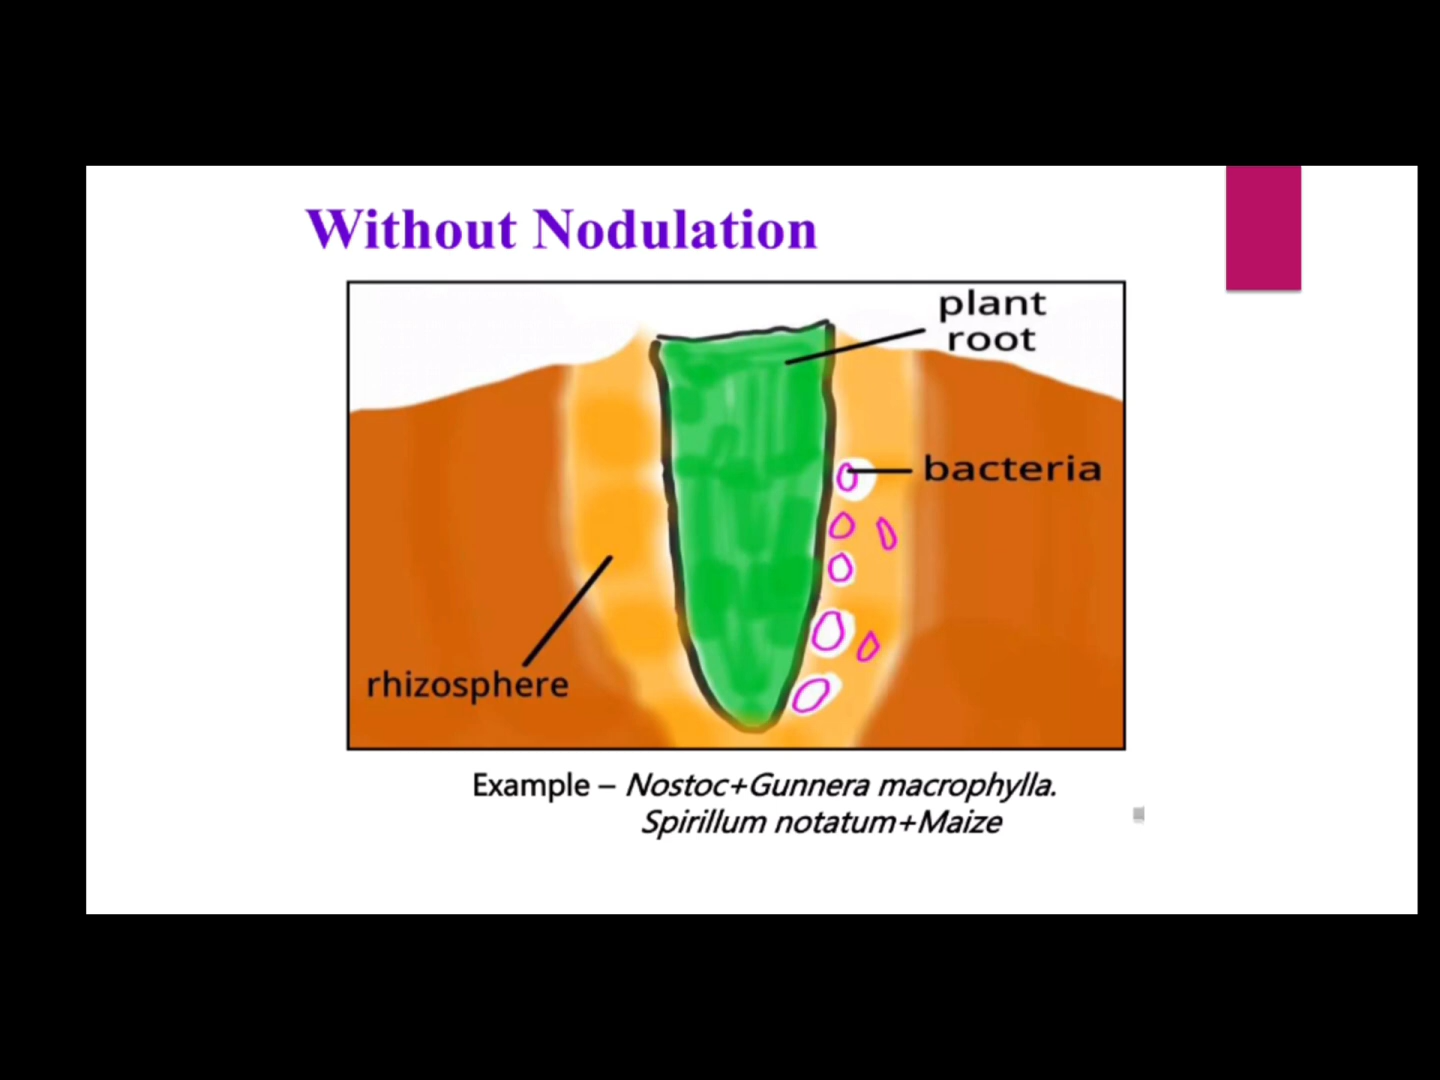 Without Nodulation
plant
root
bacteria
rhizosphere
Example – Nostoc+Gunnera macrophylla.
Spirillum notatum+Maize